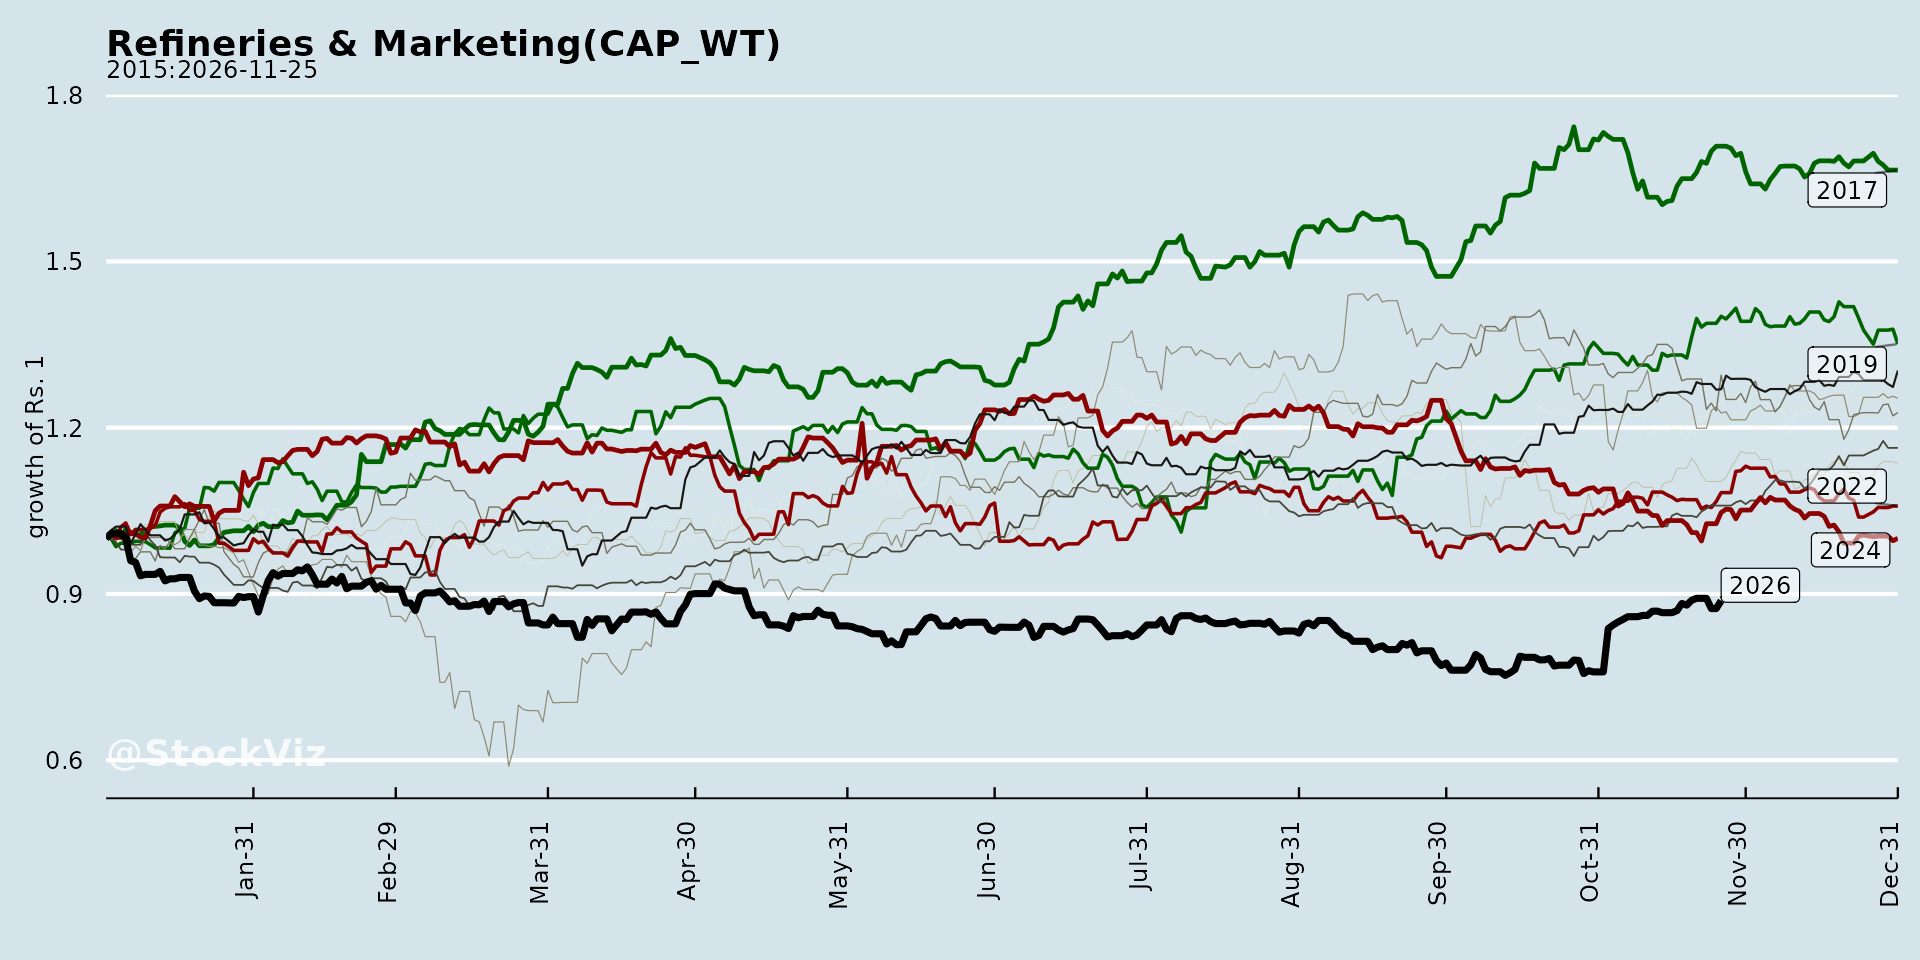 Refineries & Marketing(CAP_WT)
2015:2026-11-25
growth of Rs. 1
1.8
1.5
1.2
0.9
0.6
2017
2019
2022
2024
2026
@StockViz
Jan-31
Feb-29
Mar-31
Apr-30
May-31
Jun-30
Jul-31
Aug-31
Sep-30
Oct-31
Nov-30
Dec-31